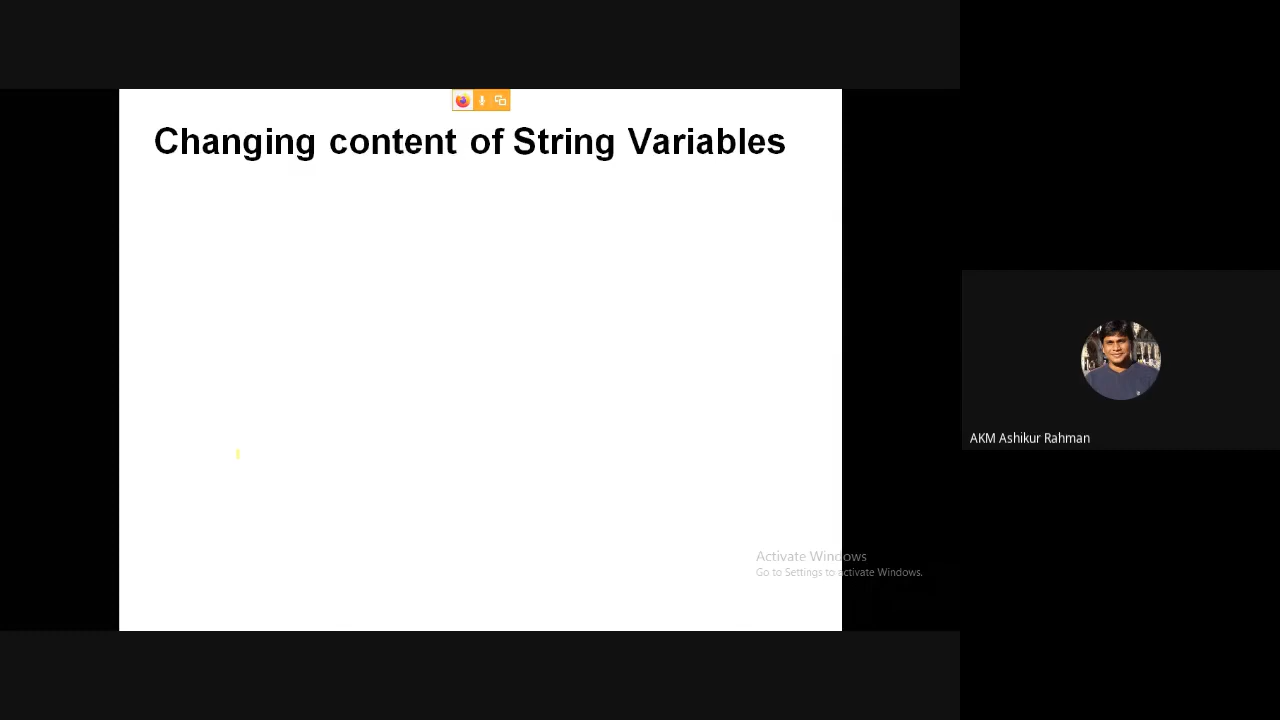 Changing content of String Variables
AKM Ashikur Rahman
Activate Windows
Go to Settings to activate Windows.